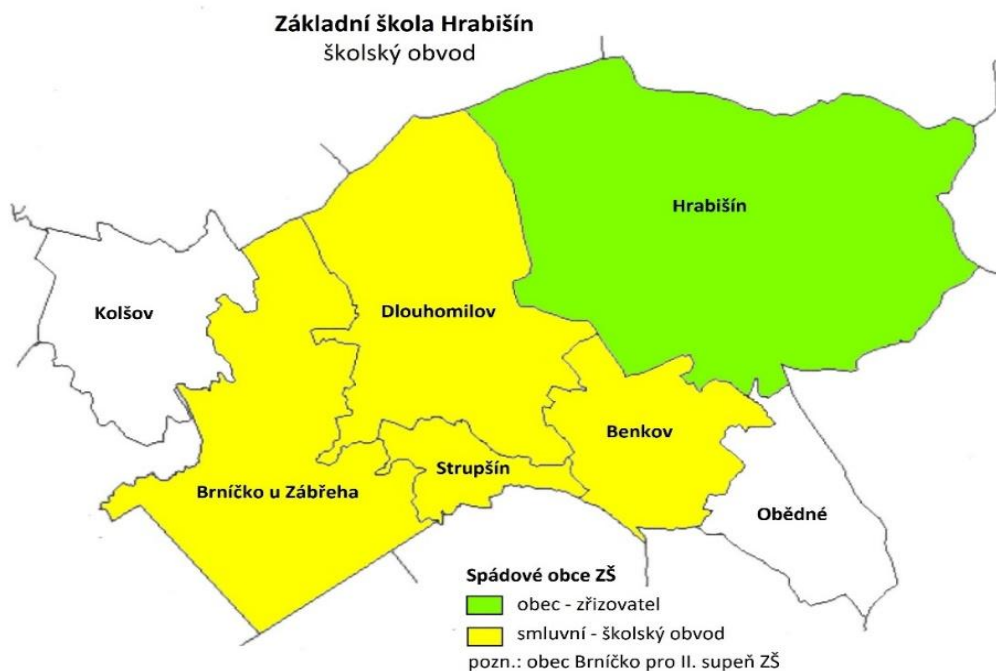 Základní škola Hrabišín
školský obvod
Hrabišín
Kolšov
Dlouhomilov
Benkov
Strupšín
Brníčko u Zábřeha
Obědné
Spádové obce ZŠ
obec - zřizovatel
smluvní - školský obvod
pozn.: obec Brníčko pro II. supeň ZŠ